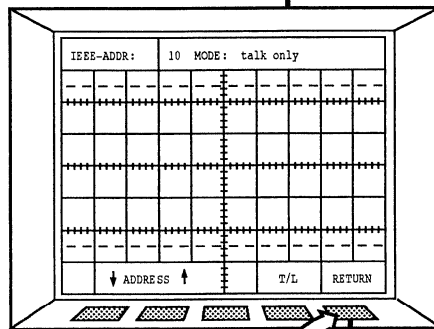 IEEE-ADDR: 10 MODE: talk only
↓ ADDRESS ↑ T/L RETURN